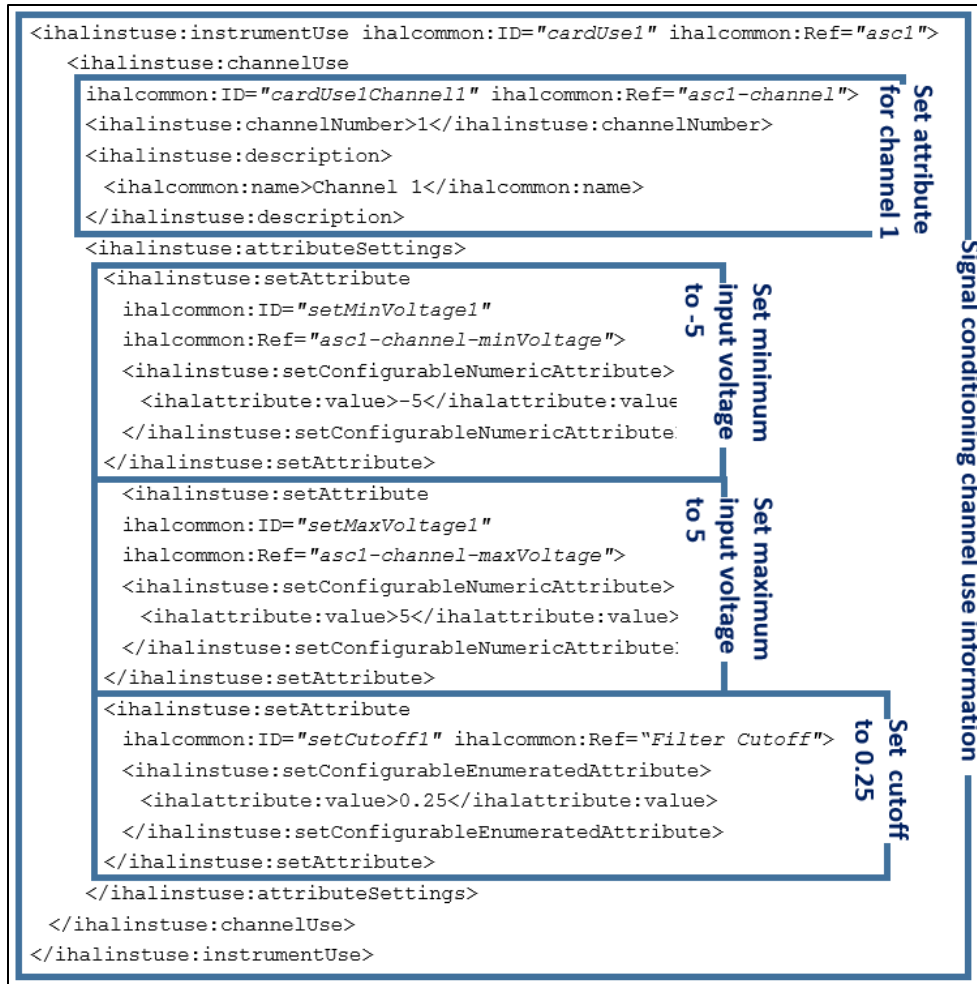 <ihalinstuse:instrumentUse ihalcommon:ID="cardUse1" ihalcommon:Ref="asc1">
<ihalinstuse:channelUse
ihalcommon:ID="cardUse1Channel1" ihalcommon:Ref="asc1-channel">
<ihalinstuse:channelNumber>1</ihalinstuse:channelNumber>
<ihalinstuse:description>
<ihalcommon:name>Channel 1</ihalcommon:name>
</ihalinstuse:description>
Set attribute
for channel 1
<ihalinstuse:attributeSettings>
<ihalinstuse:setAttribute
ihalcommon:ID="setMinVoltage1"
ihalcommon:Ref="asc1-channel-minVoltage">
<ihalinstuse:setConfigurableNumericAttribute>
<ihalattribute:value>-5</ihalattribute:value
</ihalinstuse:setConfigurableNumericAttribute
</ihalinstuse:setAttribute>
Set minimum
input voltage
to -5
<ihalinstuse:setAttribute
ihalcommon:ID="setMaxVoltage1"
ihalcommon:Ref="asc1-channel-maxVoltage">
<ihalinstuse:setConfigurableNumericAttribute>
<ihalattribute:value>5</ihalattribute:value>
</ihalinstuse:setConfigurableNumericAttribute
</ihalinstuse:setAttribute>
Set maximum
input voltage
to 5
<ihalinstuse:setAttribute
ihalcommon:ID="setCutoff1" ihalcommon:Ref=“Filter Cutoff">
<ihalinstuse:setConfigurableEnumeratedAttribute>
<ihalattribute:value>0.25</ihalattribute:value>
</ihalinstuse:setConfigurableEnumeratedAttribute>
</ihalinstuse:setAttribute>
Set cutoff
to 0.25
</ihalinstuse:attributeSettings>
</ihalinstuse:channelUse>
</ihalinstuse:instrumentUse>
Signal conditioning channel use information